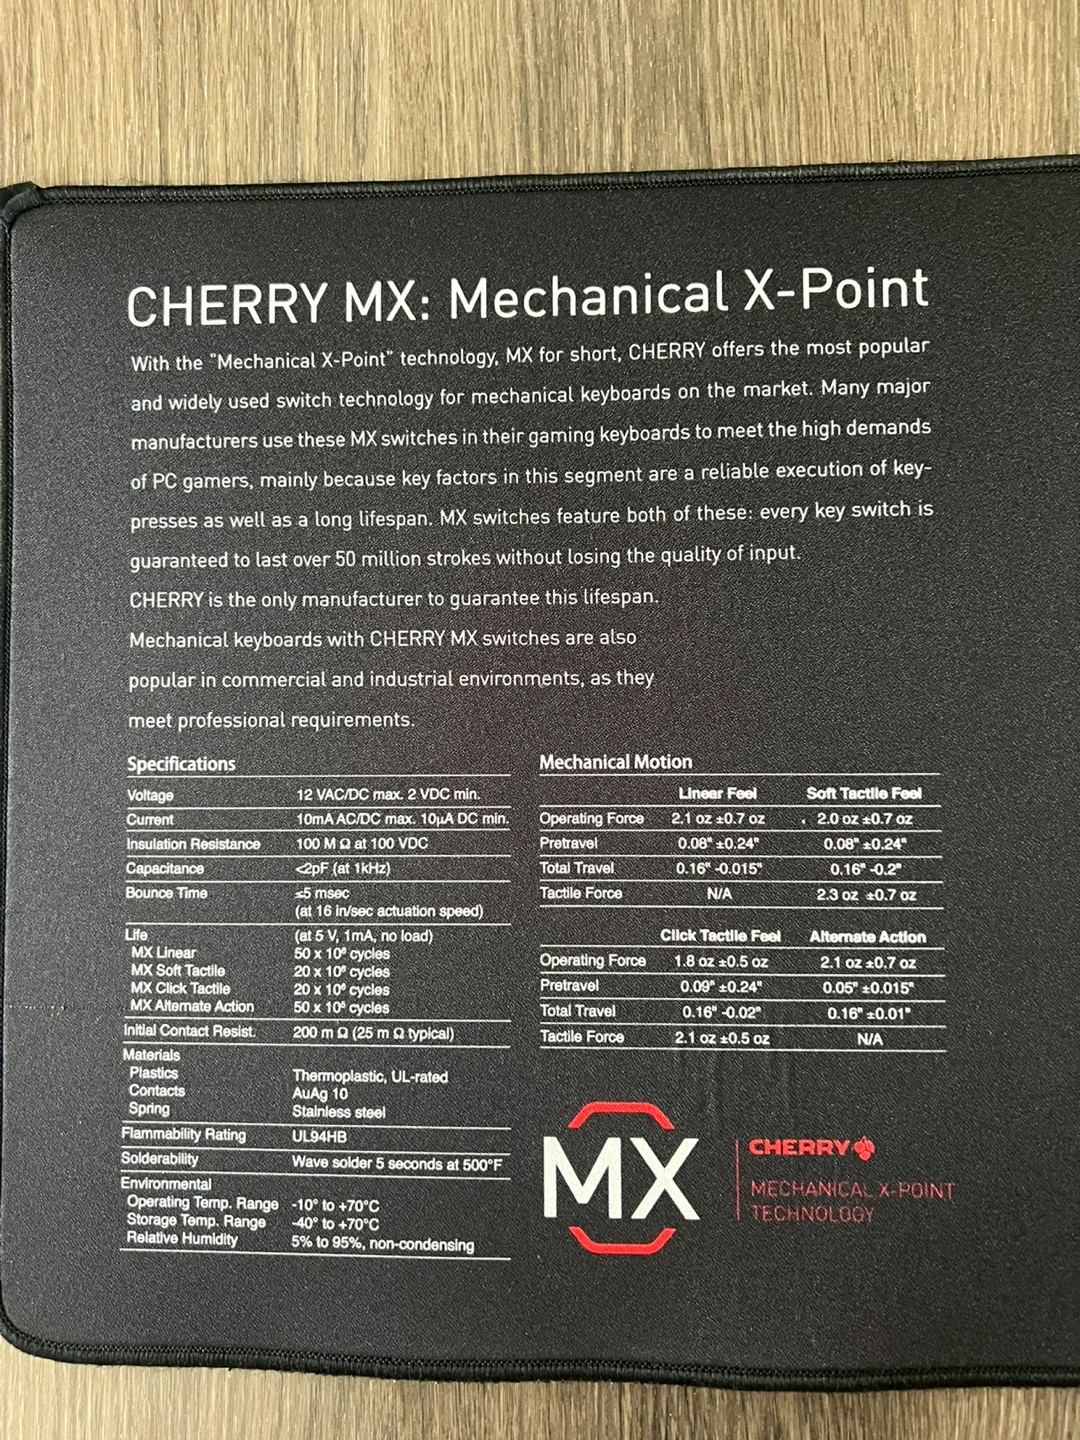 CHERRY MX: Mechanical X-Point
With the "Mechanical X-Point" technology, MX for short, CHERRY offers the most popular
and widely used switch technology for mechanical keyboards on the market. Many major
manufacturers use these MX switches in their gaming keyboards to meet the high demands
of PC gamers, mainly because key factors in this segment are a reliable execution of key-
presses as well as a long lifespan. MX switches feature both of these: every key switch is
guaranteed to last over 50 million strokes without losing the quality of input.
CHERRY is the only manufacturer to guarantee this lifespan.
Mechanical keyboards with CHERRY MX switches are also
popular in commercial and industrial environments, as they
meet professional requirements.
Specifications
Voltage 12 VAC/DC max. 2 VDC min.
Current 10mA AC/DC max. 10µA DC min.
Insulation Resistance 100 M Ω at 100 VDC
Capacitance <2pF (at 1kHz)
Bounce Time ≤5 msec
(at 16 in/sec actuation speed)
Life (at 5 V, 1mA, no load)
MX Linear 50 x 10⁶ cycles
MX Soft Tactile 20 x 10⁶ cycles
MX Click Tactile 20 x 10⁶ cycles
MX Alternate Action 50 x 10⁶ cycles
Initial Contact Resist. 200 m Ω (25 m Ω typical)
Materials
Plastics Thermoplastic, UL-rated
Contacts AuAg 10
Spring Stainless steel
Flammability Rating UL94HB
Solderability Wave solder 5 seconds at 500°F
Environmental
Operating Temp. Range -10° to +70°C
Storage Temp. Range -40° to +70°C
Relative Humidity 5% to 95%, non-condensing
Mechanical Motion
Linear Feel Soft Tactile Feel
Operating Force 2.1 oz ±0.7 oz 2.0 oz ±0.7 oz
Pretravel 0.08" ±0.24" 0.08" ±0.24"
Total Travel 0.16" -0.015" 0.16" -0.2"
Tactile Force N/A 2.3 oz ±0.7 oz
Click Tactile Feel Alternate Action
Operating Force 1.8 oz ±0.5 oz 2.1 oz ±0.7 oz
Pretravel 0.09" ±0.24" 0.05" ±0.015"
Total Travel 0.16" -0.02" 0.16" ±0.01"
Tactile Force 2.1 oz ±0.5 oz N/A
MX
CHERRY
MECHANICAL X-POINT
TECHNOLOGY